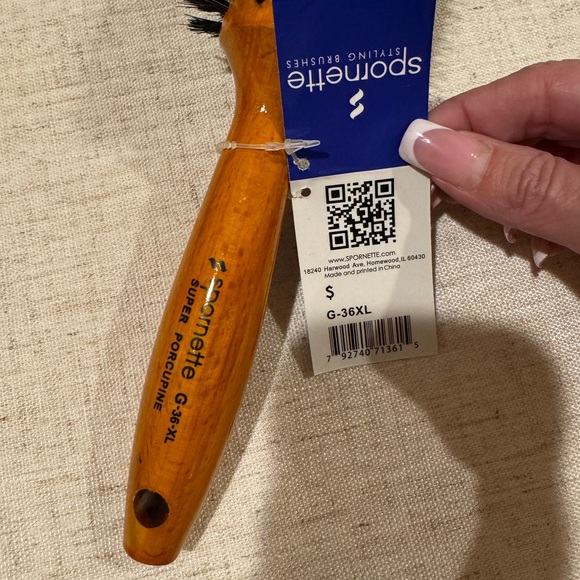 spornette
STYLING BRUSHES
www.SPORNETTE.com
18240 Harwood Ave, Homewood,IL 60430
Made and printed in China
$
G-36XL
7 92740 71361 5
spornette G-36-XL
SUPER PORCUPINE